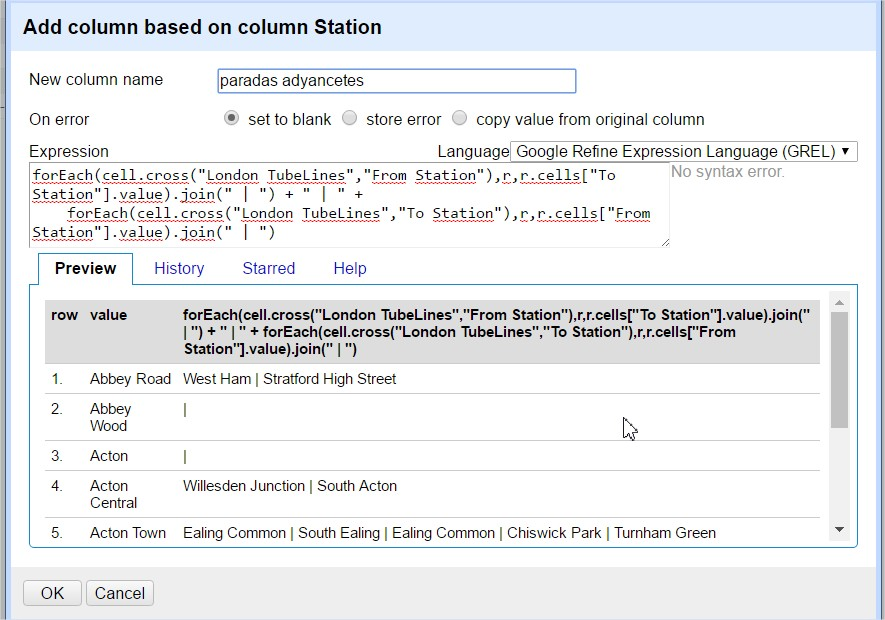 Add column based on column Station
New column name paradas adyancetes
On error set to blank store error copy value from original column
Expression Language Google Refine Expression Language (GREL)
forEach(cell.cross("London TubeLines","From Station"),r,r.cells["To No syntax error.
Station"].value).join(" | ") + " | " +
forEach(cell.cross("London TubeLines","To Station"),r,r.cells["From
Station"].value).join(" | ")
Preview History Starred Help
row value forEach(cell.cross("London TubeLines","From Station"),r,r.cells["To Station"].value).join("
| ") + " | " + forEach(cell.cross("London TubeLines","To Station"),r,r.cells["From
Station"].value).join(" | ")
1. Abbey Road West Ham | Stratford High Street
2. Abbey |
Wood
3. Acton |
4. Acton Willesden Junction | South Acton
Central
5. Acton Town Ealing Common | South Ealing | Ealing Common | Chiswick Park | Turnham Green
OK Cancel